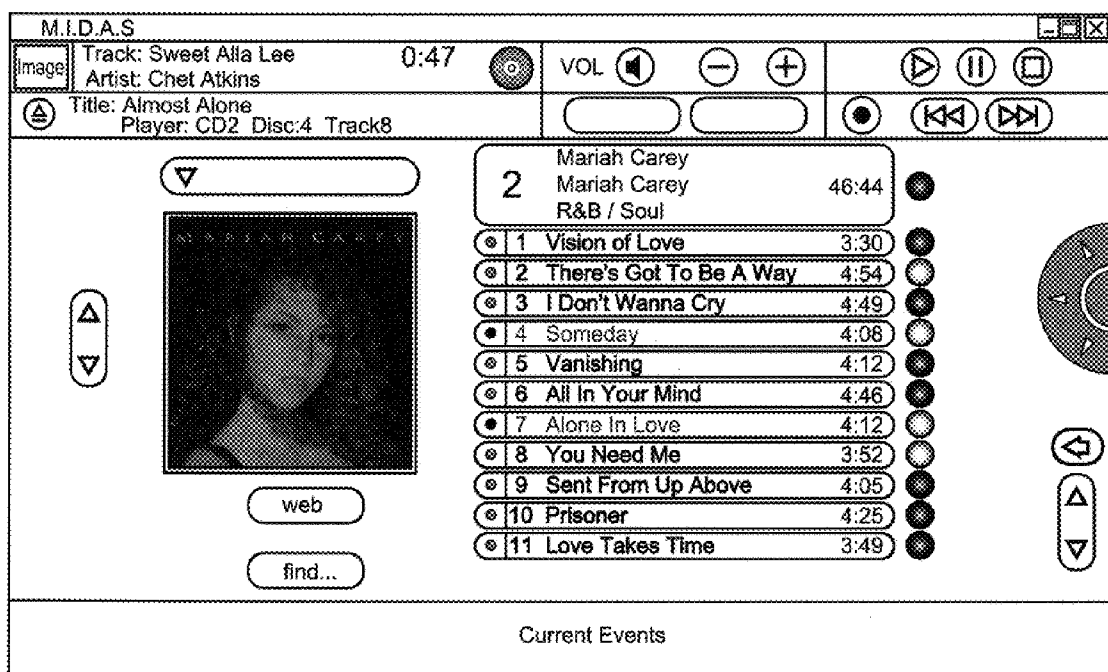 M.I.D.A.S
Image
Track: Sweet Alla Lee 0:47
Artist: Chet Atkins
Title: Almost Alone
Player: CD2 Disc:4 Track8
VOL
MARIAH CAREY
web
find...
2
Mariah Carey
Mariah Carey 46:44
R&B / Soul
1 Vision of Love 3:30
2 There's Got To Be A Way 4:54
3 I Don't Wanna Cry 4:49
4 Someday 4:08
5 Vanishing 4:12
6 All In Your Mind 4:46
7 Alone In Love 4:12
8 You Need Me 3:52
9 Sent From Up Above 4:05
10 Prisoner 4:25
11 Love Takes Time 3:49
Current Events